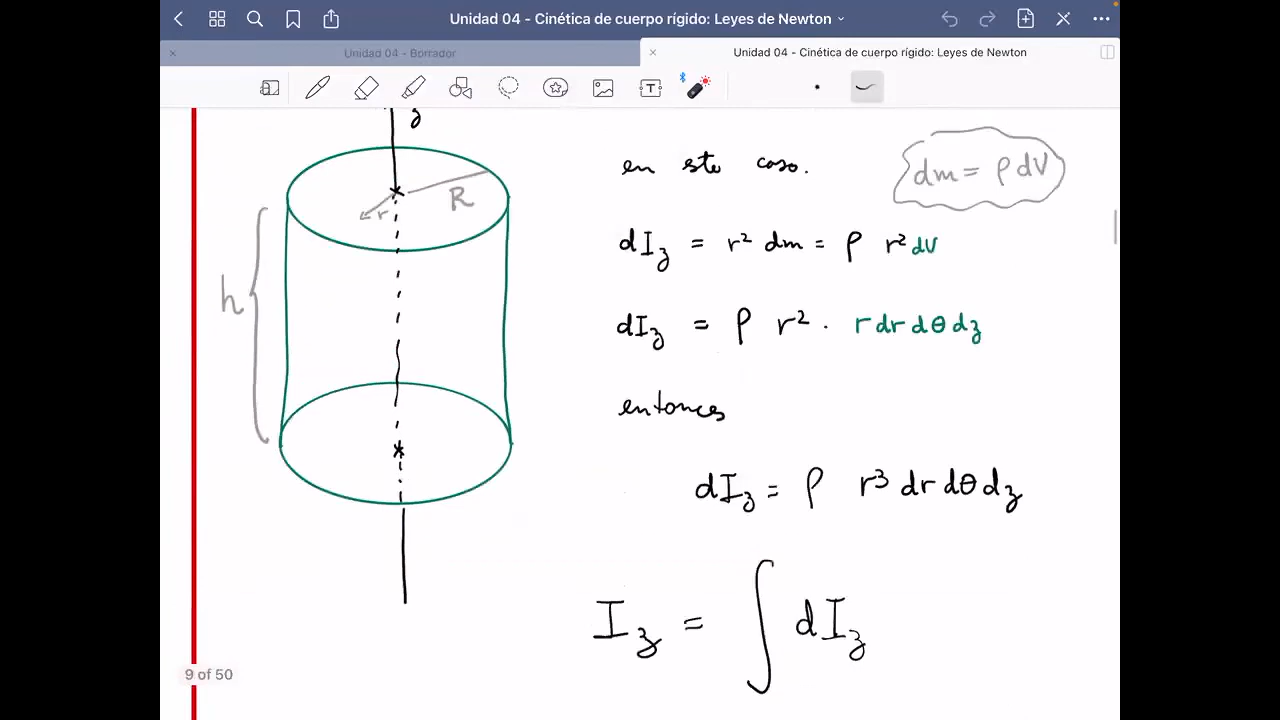 Unidad 04 - Cinética de cuerpo rígido: Leyes de Newton
Unidad 04 - Borrador
Unidad 04 - Cinética de cuerpo rígido: Leyes de Newton
T
z
R
r
h
en este caso.
dm = ρ dV
dI_z = r² dm = ρ r² dV
dI_z = ρ r² · r dr dθ dz
entonces
dI_z = ρ r³ dr dθ dz
I_z = ∫ dI_z
9 of 50